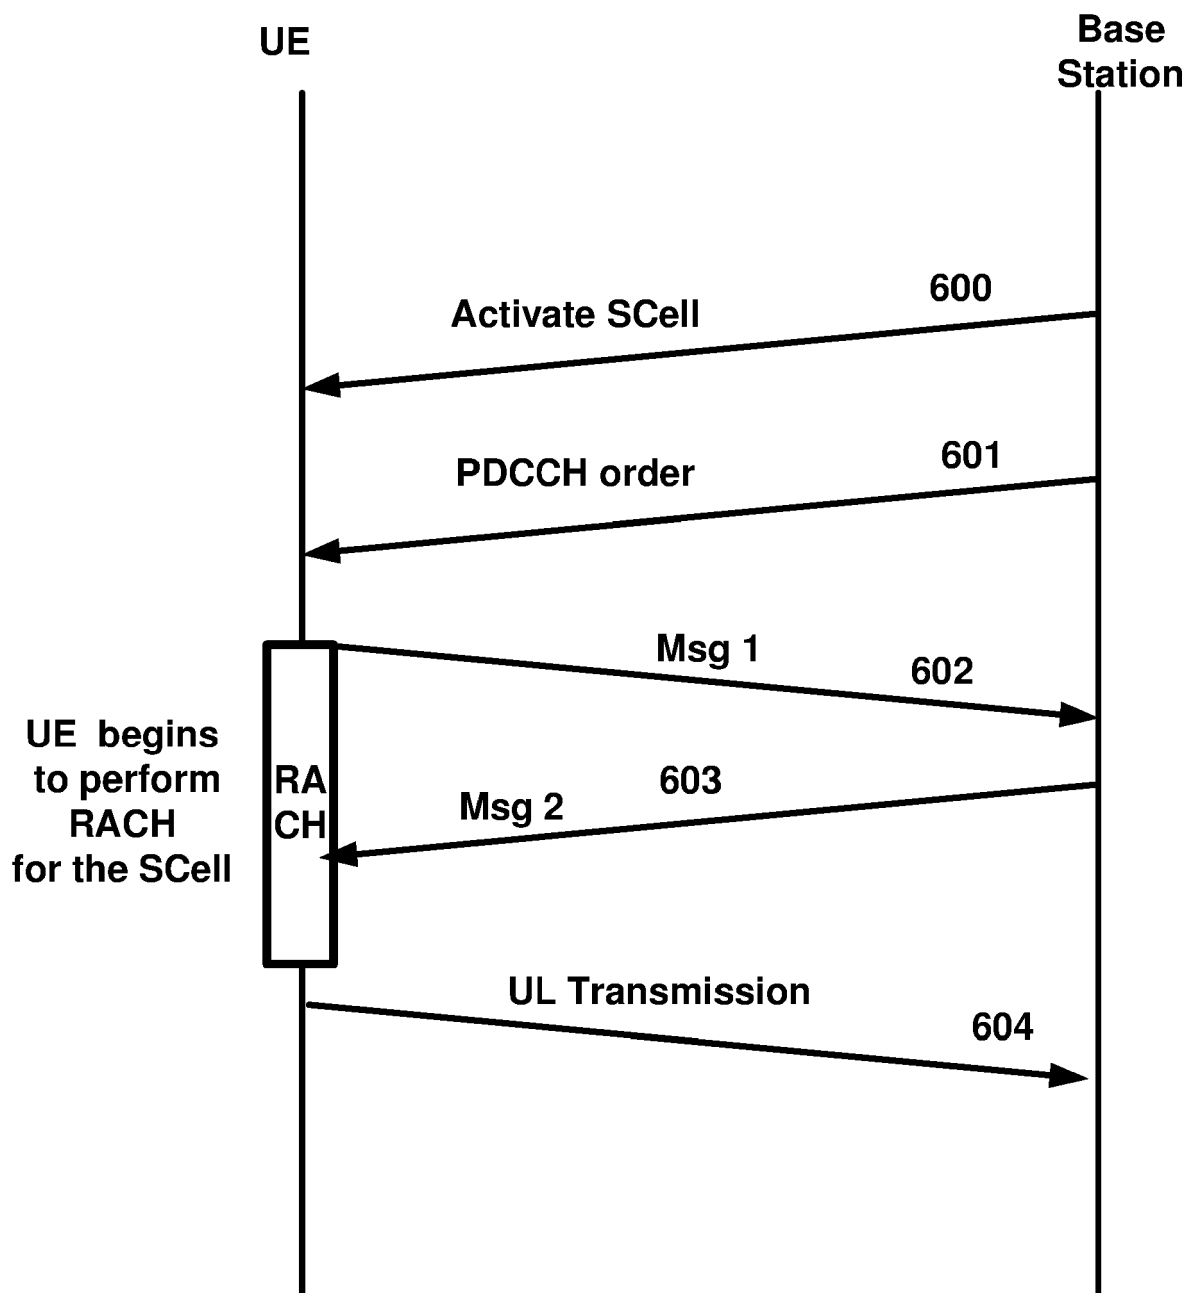 UE
Base
Station
600
Activate SCell
601
PDCCH order
Msg 1
602
UE begins
to perform
RACH
for the SCell
RA
CH
603
Msg 2
UL Transmission
604